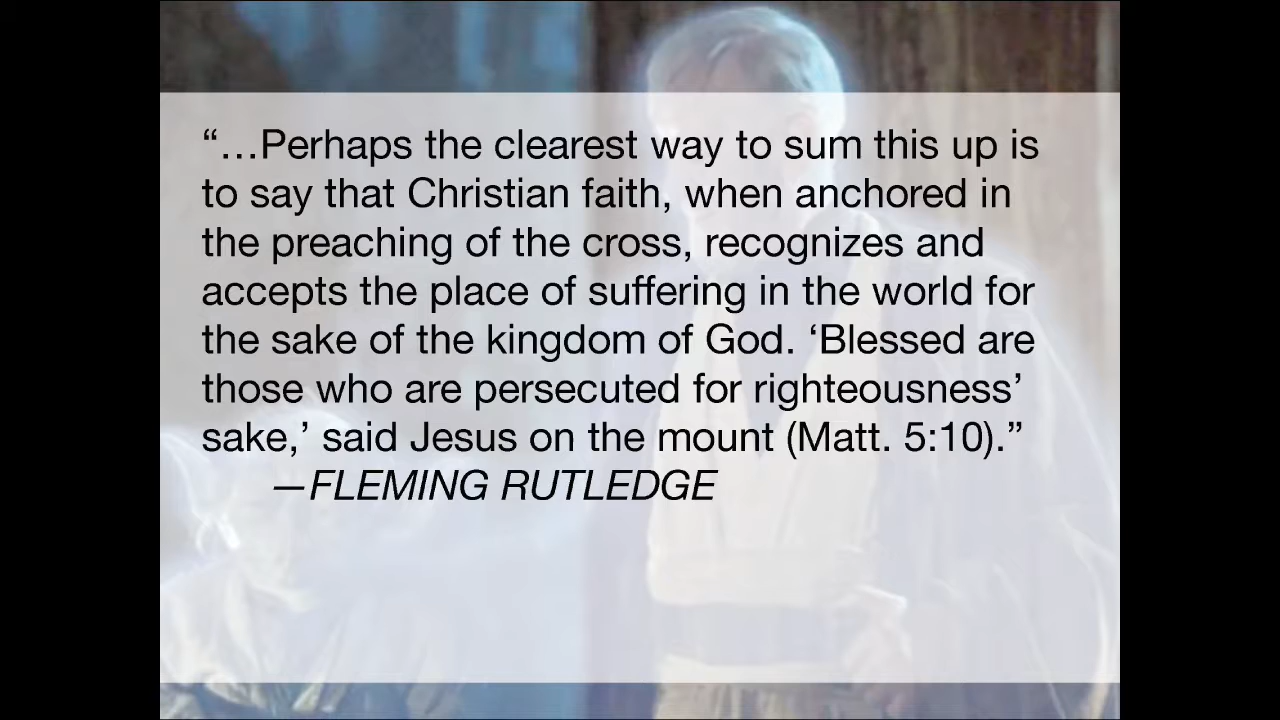 “…Perhaps the clearest way to sum this up is
to say that Christian faith, when anchored in
the preaching of the cross, recognizes and
accepts the place of suffering in the world for
the sake of the kingdom of God. ‘Blessed are
those who are persecuted for righteousness’
sake,’ said Jesus on the mount (Matt. 5:10).”
—FLEMING RUTLEDGE